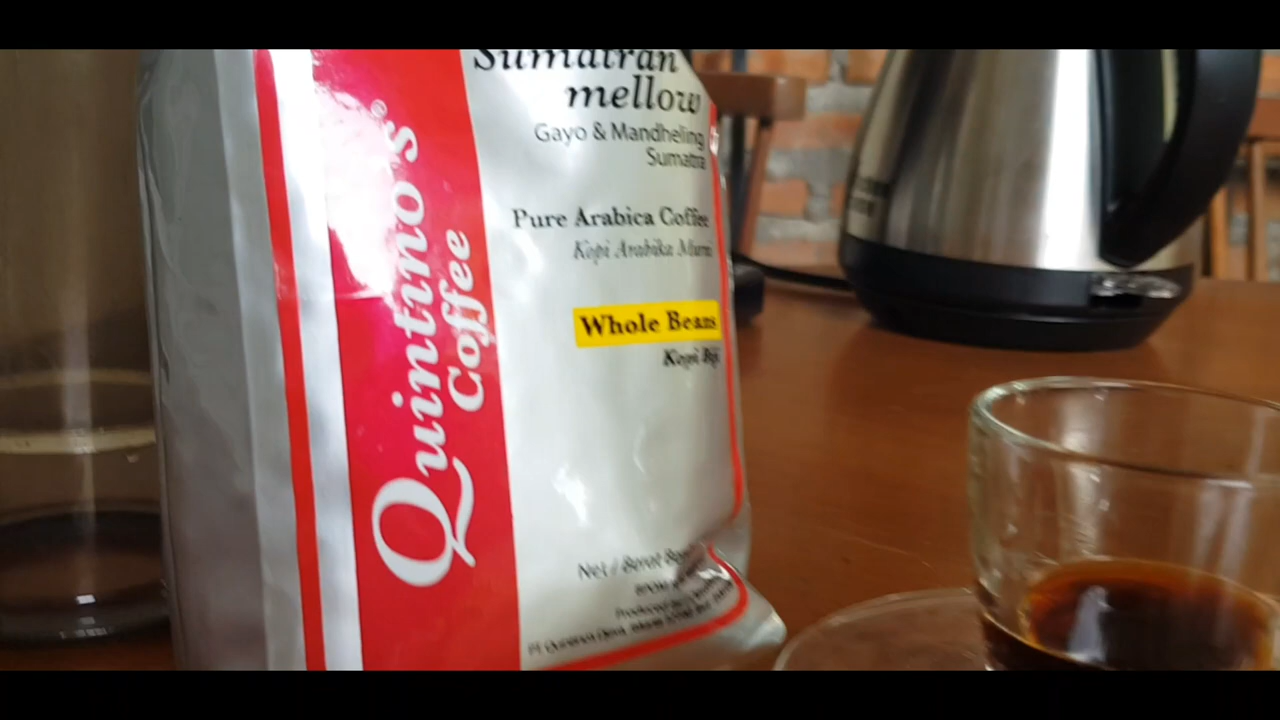 Quintino's®
Coffee
Sumatran
mellow
Gayo & Mandheling
Sumatra
Pure Arabica Coffee
Kopi Arabika Murni
Whole Beans
Kopi Biji
Net / Berat